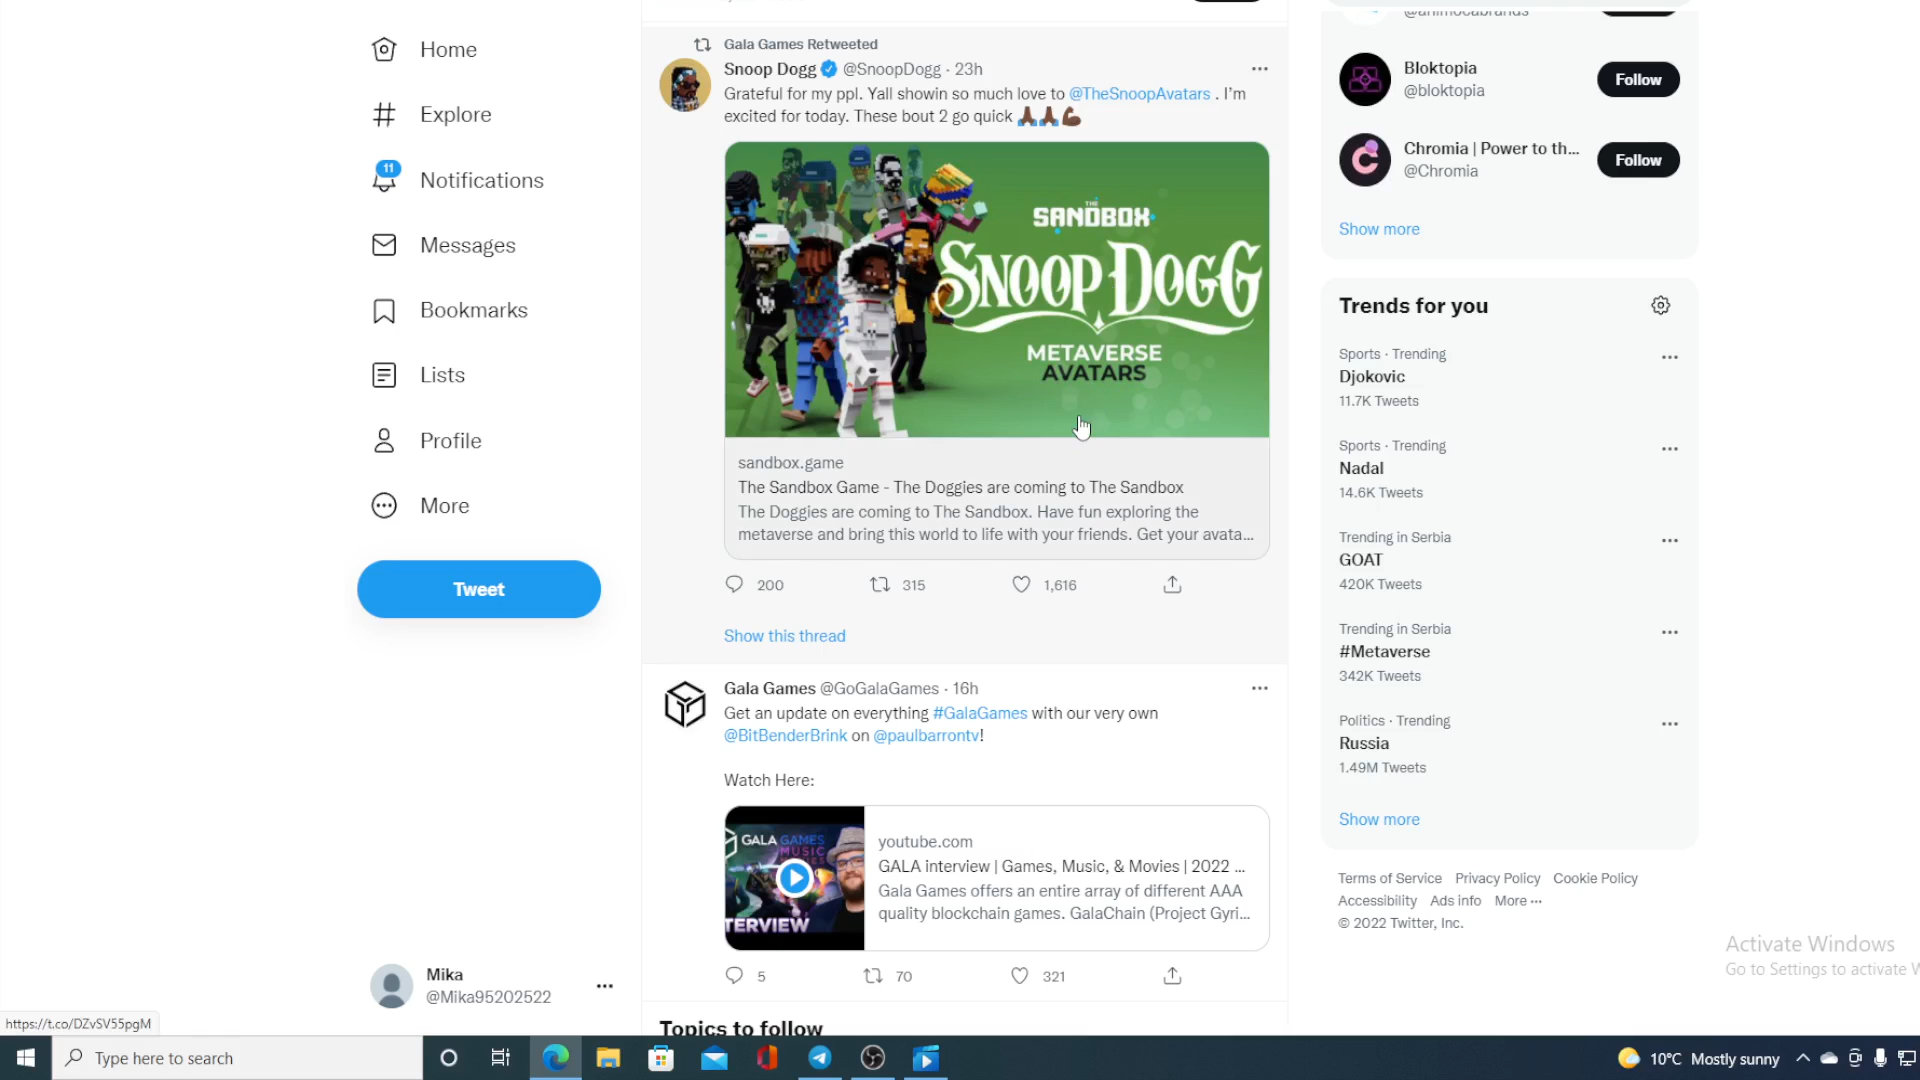 Home
Explore
11
Notifications
Messages
Bookmarks
Lists
Profile
More
Tweet
Mika
@Mika95202522
https://t.co/DZvSV55pgM
Gala Games Retweeted
Snoop Dogg @SnoopDogg · 23h
Grateful for my ppl. Yall showin so much love to @TheSnoopAvatars . I'm
excited for today. These bout 2 go quick 🙏🏾🙏🏾💪🏾
THE
SANDBOX
SNOOP DOGG
METAVERSE
AVATARS
sandbox.game
The Sandbox Game - The Doggies are coming to The Sandbox
The Doggies are coming to The Sandbox. Have fun exploring the
metaverse and bring this world to life with your friends. Get your avata...
200 315 1,616
Show this thread
Gala Games @GoGalaGames · 16h
Get an update on everything #GalaGames with our very own
@BitBenderBrink on @paulbarrontv!
Watch Here:
GALA GAMES
MUSIC
TERVIEW
youtube.com
GALA interview | Games, Music, & Movies | 2022 ...
Gala Games offers an entire array of different AAA
quality blockchain games. GalaChain (Project Gyri...
5 70 321
Topics to follow
@animocabrands
Bloktopia
@bloktopia
Follow
Chromia | Power to th...
@Chromia
Follow
Show more
Trends for you
Sports · Trending
Djokovic
11.7K Tweets
Sports · Trending
Nadal
14.6K Tweets
Trending in Serbia
GOAT
420K Tweets
Trending in Serbia
#Metaverse
342K Tweets
Politics · Trending
Russia
1.49M Tweets
Show more
Terms of Service Privacy Policy Cookie Policy
Accessibility Ads info More ···
© 2022 Twitter, Inc.
Activate Windows
Go to Settings to activate W
Type here to search
10°C Mostly sunny